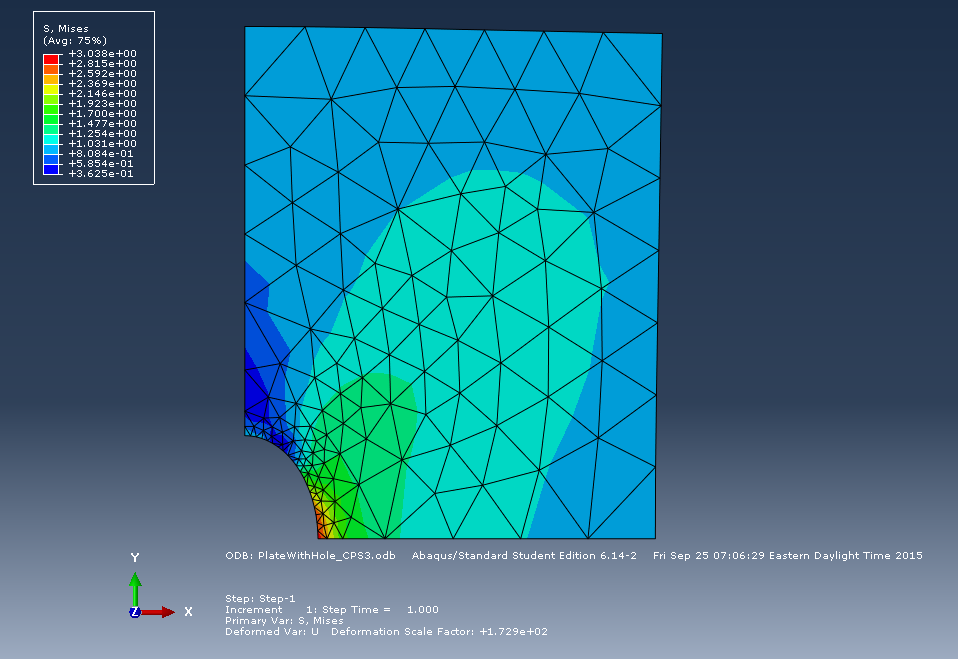 S, Mises
(Avg: 75%)
+3.038e+00
+2.815e+00
+2.592e+00
+2.369e+00
+2.146e+00
+1.923e+00
+1.700e+00
+1.477e+00
+1.254e+00
+1.031e+00
+8.084e-01
+5.854e-01
+3.625e-01
Y
Z X
ODB: PlateWithHole_CPS3.odb Abaqus/Standard Student Edition 6.14-2 Fri Sep 25 07:06:29 Eastern Daylight Time 2015
Step: Step-1
Increment 1: Step Time = 1.000
Primary Var: S, Mises
Deformed Var: U Deformation Scale Factor: +1.729e+02